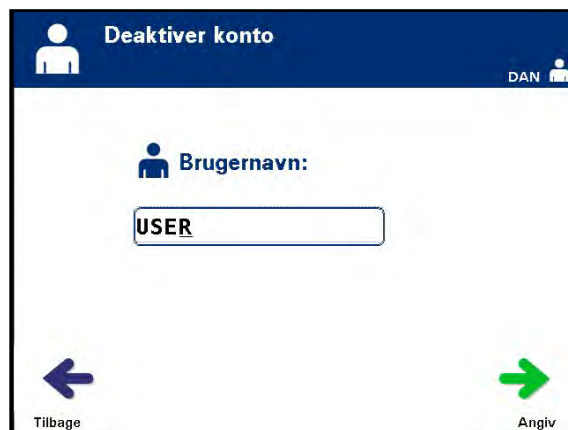 Deaktiver konto
DAN
Brugernavn:
USER
Tilbage
Angiv